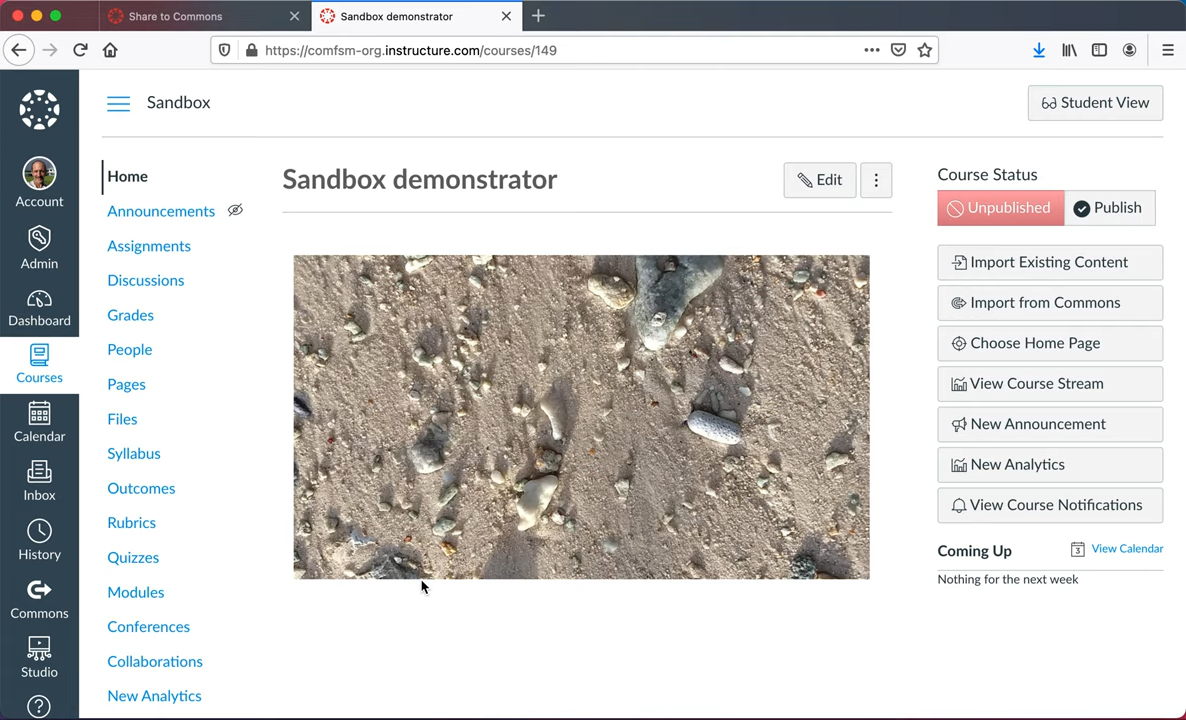 Share to Commons
Sandbox demonstrator
https://comfsm-org.instructure.com/courses/149
Sandbox
Student View
Account
Admin
Dashboard
Courses
Calendar
Inbox
History
Commons
Studio
Home
Announcements
Assignments
Discussions
Grades
People
Pages
Files
Syllabus
Outcomes
Rubrics
Quizzes
Modules
Conferences
Collaborations
New Analytics
Sandbox demonstrator
Edit
Course Status
Unpublished
Publish
Import Existing Content
Import from Commons
Choose Home Page
View Course Stream
New Announcement
New Analytics
View Course Notifications
Coming Up
3 View Calendar
Nothing for the next week